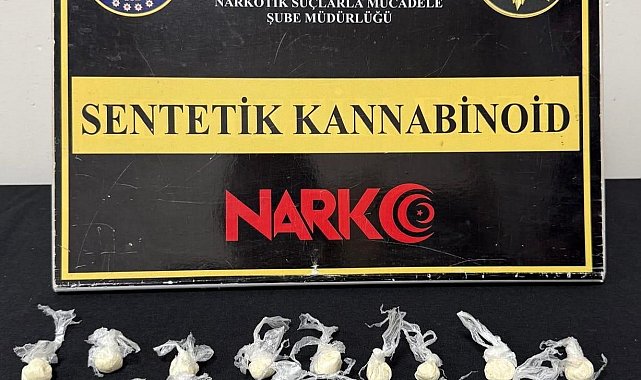 NARKOTİK SUÇLARLA MÜCADELE
ŞUBE MÜDÜRLÜĞÜ
SENTETİK KANNABİNOİD
NARKO